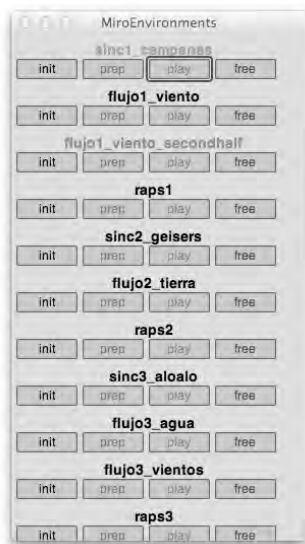 MiroEnvironments
sinc1_campanas
init prep play free
flujo1_viento
init prep play free
flujo1_viento_secondhalf
init prep play free
raps1
init prep play free
sinc2_geisers
init prep play free
flujo2_tierra
init prep play free
raps2
init prep play free
sinc3_aloalo
init prep play free
flujo3_agua
init prep play free
flujo3_vientos
init prep play free
raps3
init prep play free